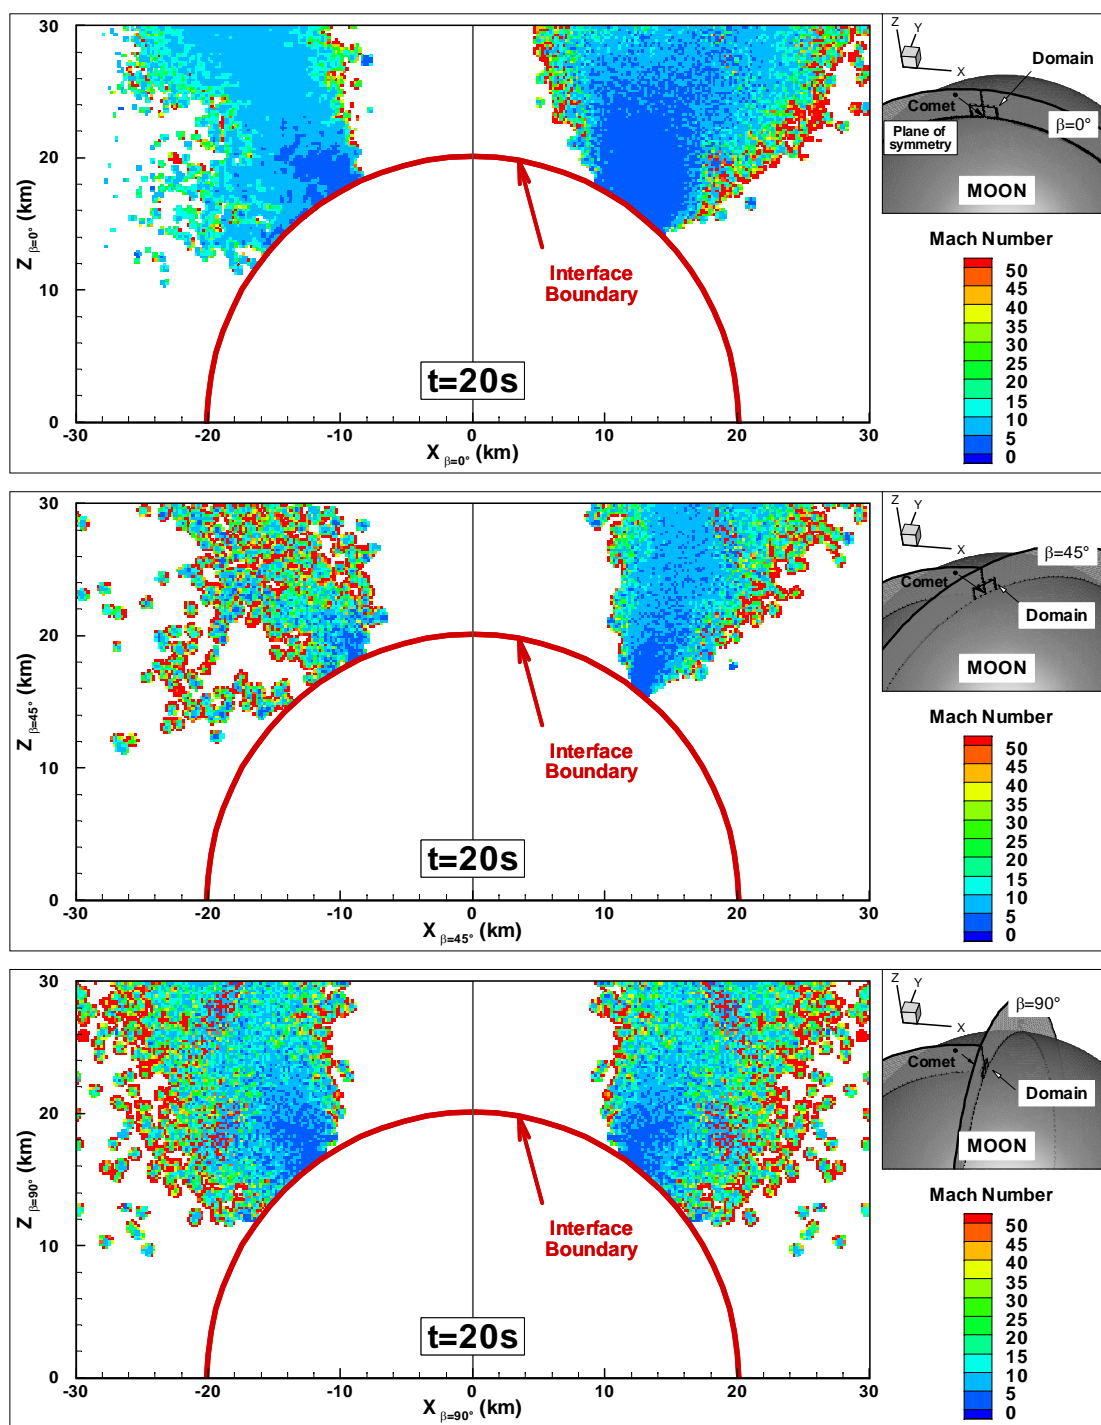 30
20
10
0
Z β=0° (km)
-30 -20 -10 0 10 20 30
X β=0° (km)
Interface
Boundary
t=20s
Z
Y
X
Domain
Comet
β=0°
Plane of
symmetry
MOON
Mach Number
50
45
40
35
30
25
20
15
10
5
0
30
20
10
0
Z β=45° (km)
-30 -20 -10 0 10 20 30
X β=45° (km)
Interface
Boundary
t=20s
Z
Y
X
β=45°
Comet
Domain
MOON
Mach Number
50
45
40
35
30
25
20
15
10
5
0
30
20
10
0
Z β=90° (km)
-30 -20 -10 0 10 20 30
X β=90° (km)
Interface
Boundary
t=20s
Z
Y
X
β=90°
Comet
Domain
MOON
Mach Number
50
45
40
35
30
25
20
15
10
5
0